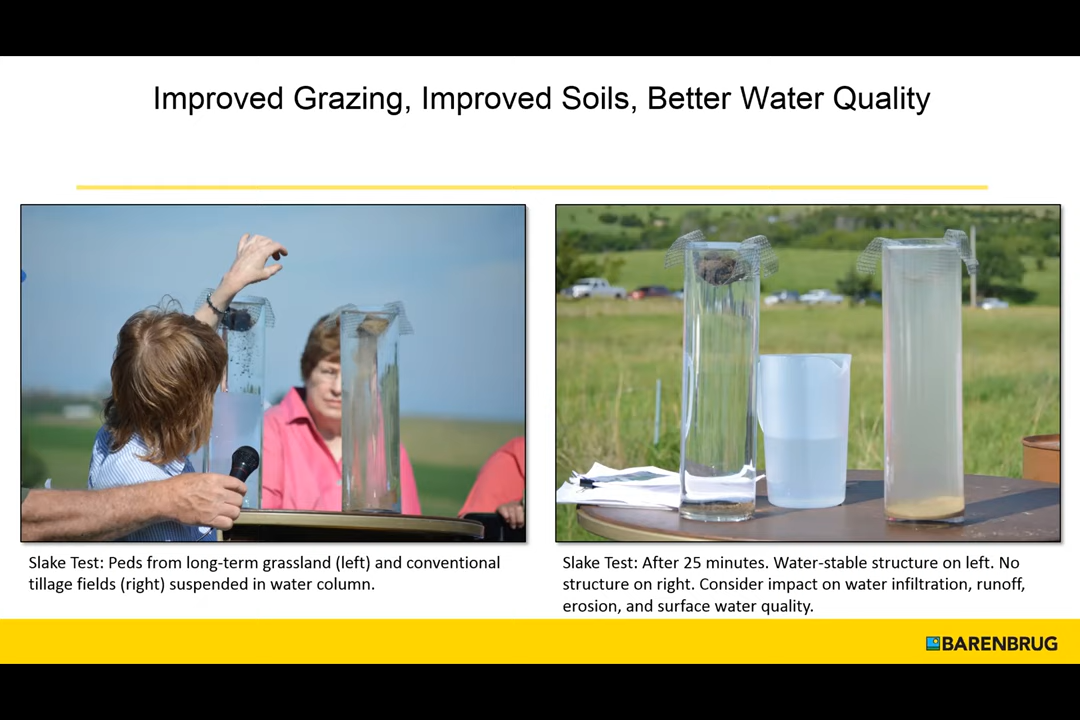 Improved Grazing, Improved Soils, Better Water Quality
Slake Test: Peds from long-term grassland (left) and conventional
tillage fields (right) suspended in water column.
Slake Test: After 25 minutes. Water-stable structure on left. No
structure on right. Consider impact on water infiltration, runoff,
erosion, and surface water quality.
BARENBRUG